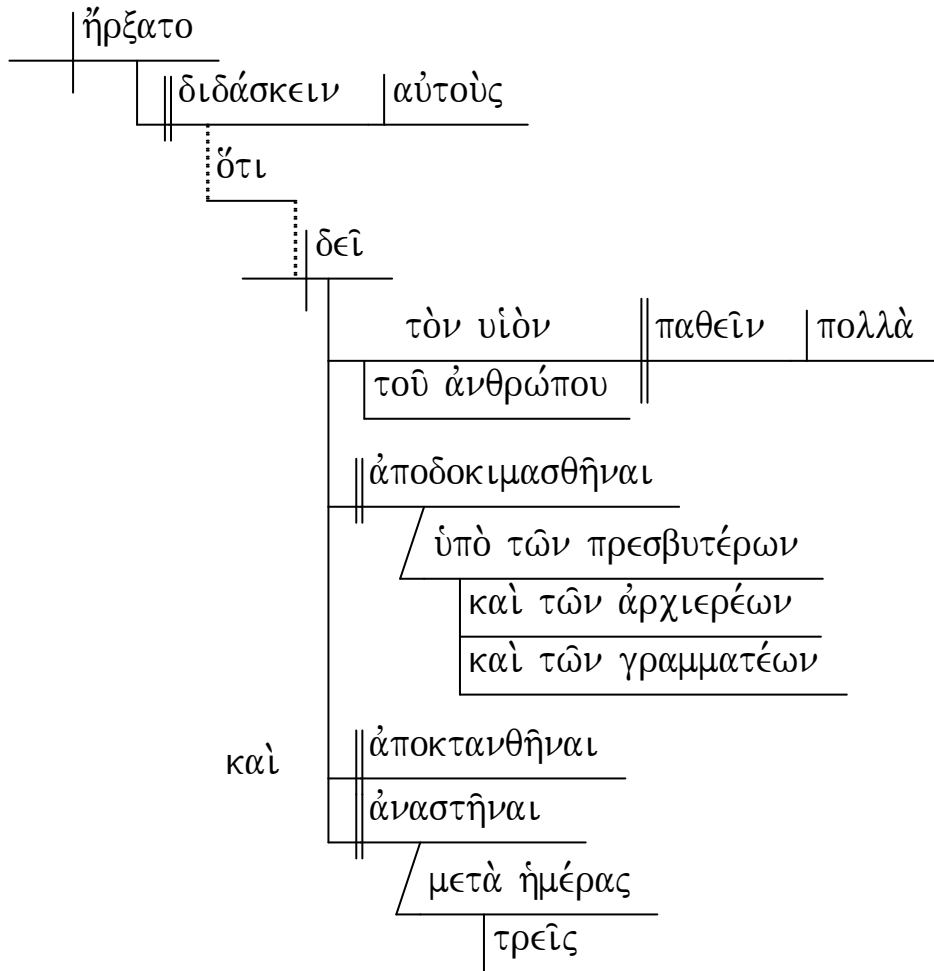 ἤρξατο
διδάσκειν αὐτοὺς
ὅτι
δεῖ
τὸν υἱὸν παθεῖν πολλὰ
τοῦ ἀνθρώπου
ἀποδοκιμασθῆναι
ὑπὸ τῶν πρεσβυτέρων
καὶ τῶν ἀρχιερέων
καὶ τῶν γραμματέων
καὶ ἀποκτανθῆναι
ἀναστῆναι
μετὰ ἡμέρας
τρεῖς